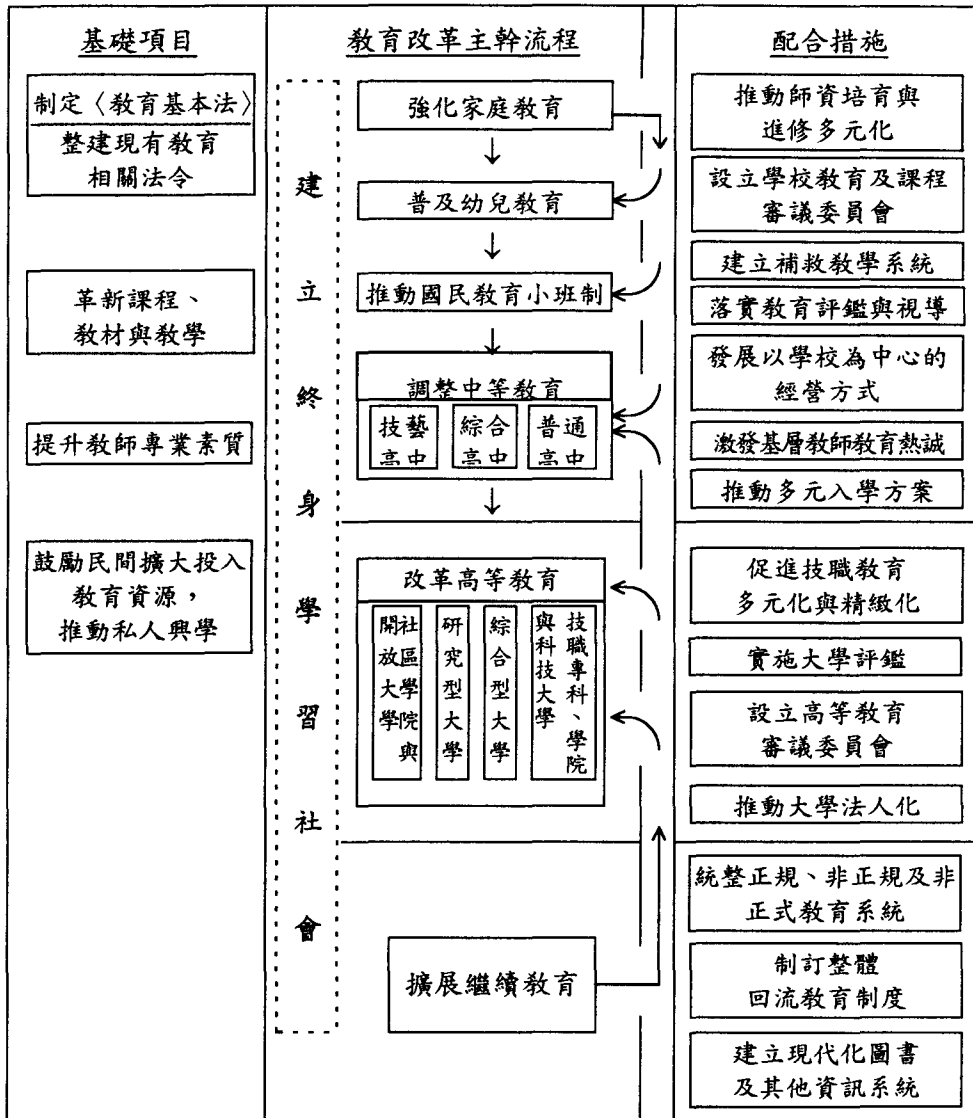 基礎項目
制定〈教育基本法〉
整建現有教育
相關法令
革新課程、
教材與教學
提升教師專業素質
鼓勵民間擴大投入
教育資源，
推動私人興學
教育改革主幹流程
建立終身學習社會
強化家庭教育
普及幼兒教育
推動國民教育小班制
調整中等教育
技藝
高中
綜合
高中
普通
高中
改革高等教育
社區學院與
開放大學
研究型大學
綜合型大學
技職專科、學院
與科技大學
擴展繼續教育
配合措施
推動師資培育與
進修多元化
設立學校教育及課程
審議委員會
建立補救教學系統
落實教育評鑑與視導
發展以學校為中心的
經營方式
激發基層教師教育熱誠
推動多元入學方案
促進技職教育
多元化與精緻化
實施大學評鑑
設立高等教育
審議委員會
推動大學法人化
統整正規、非正規及非
正式教育系統
制訂整體
回流教育制度
建立現代化圖書
及其他資訊系統